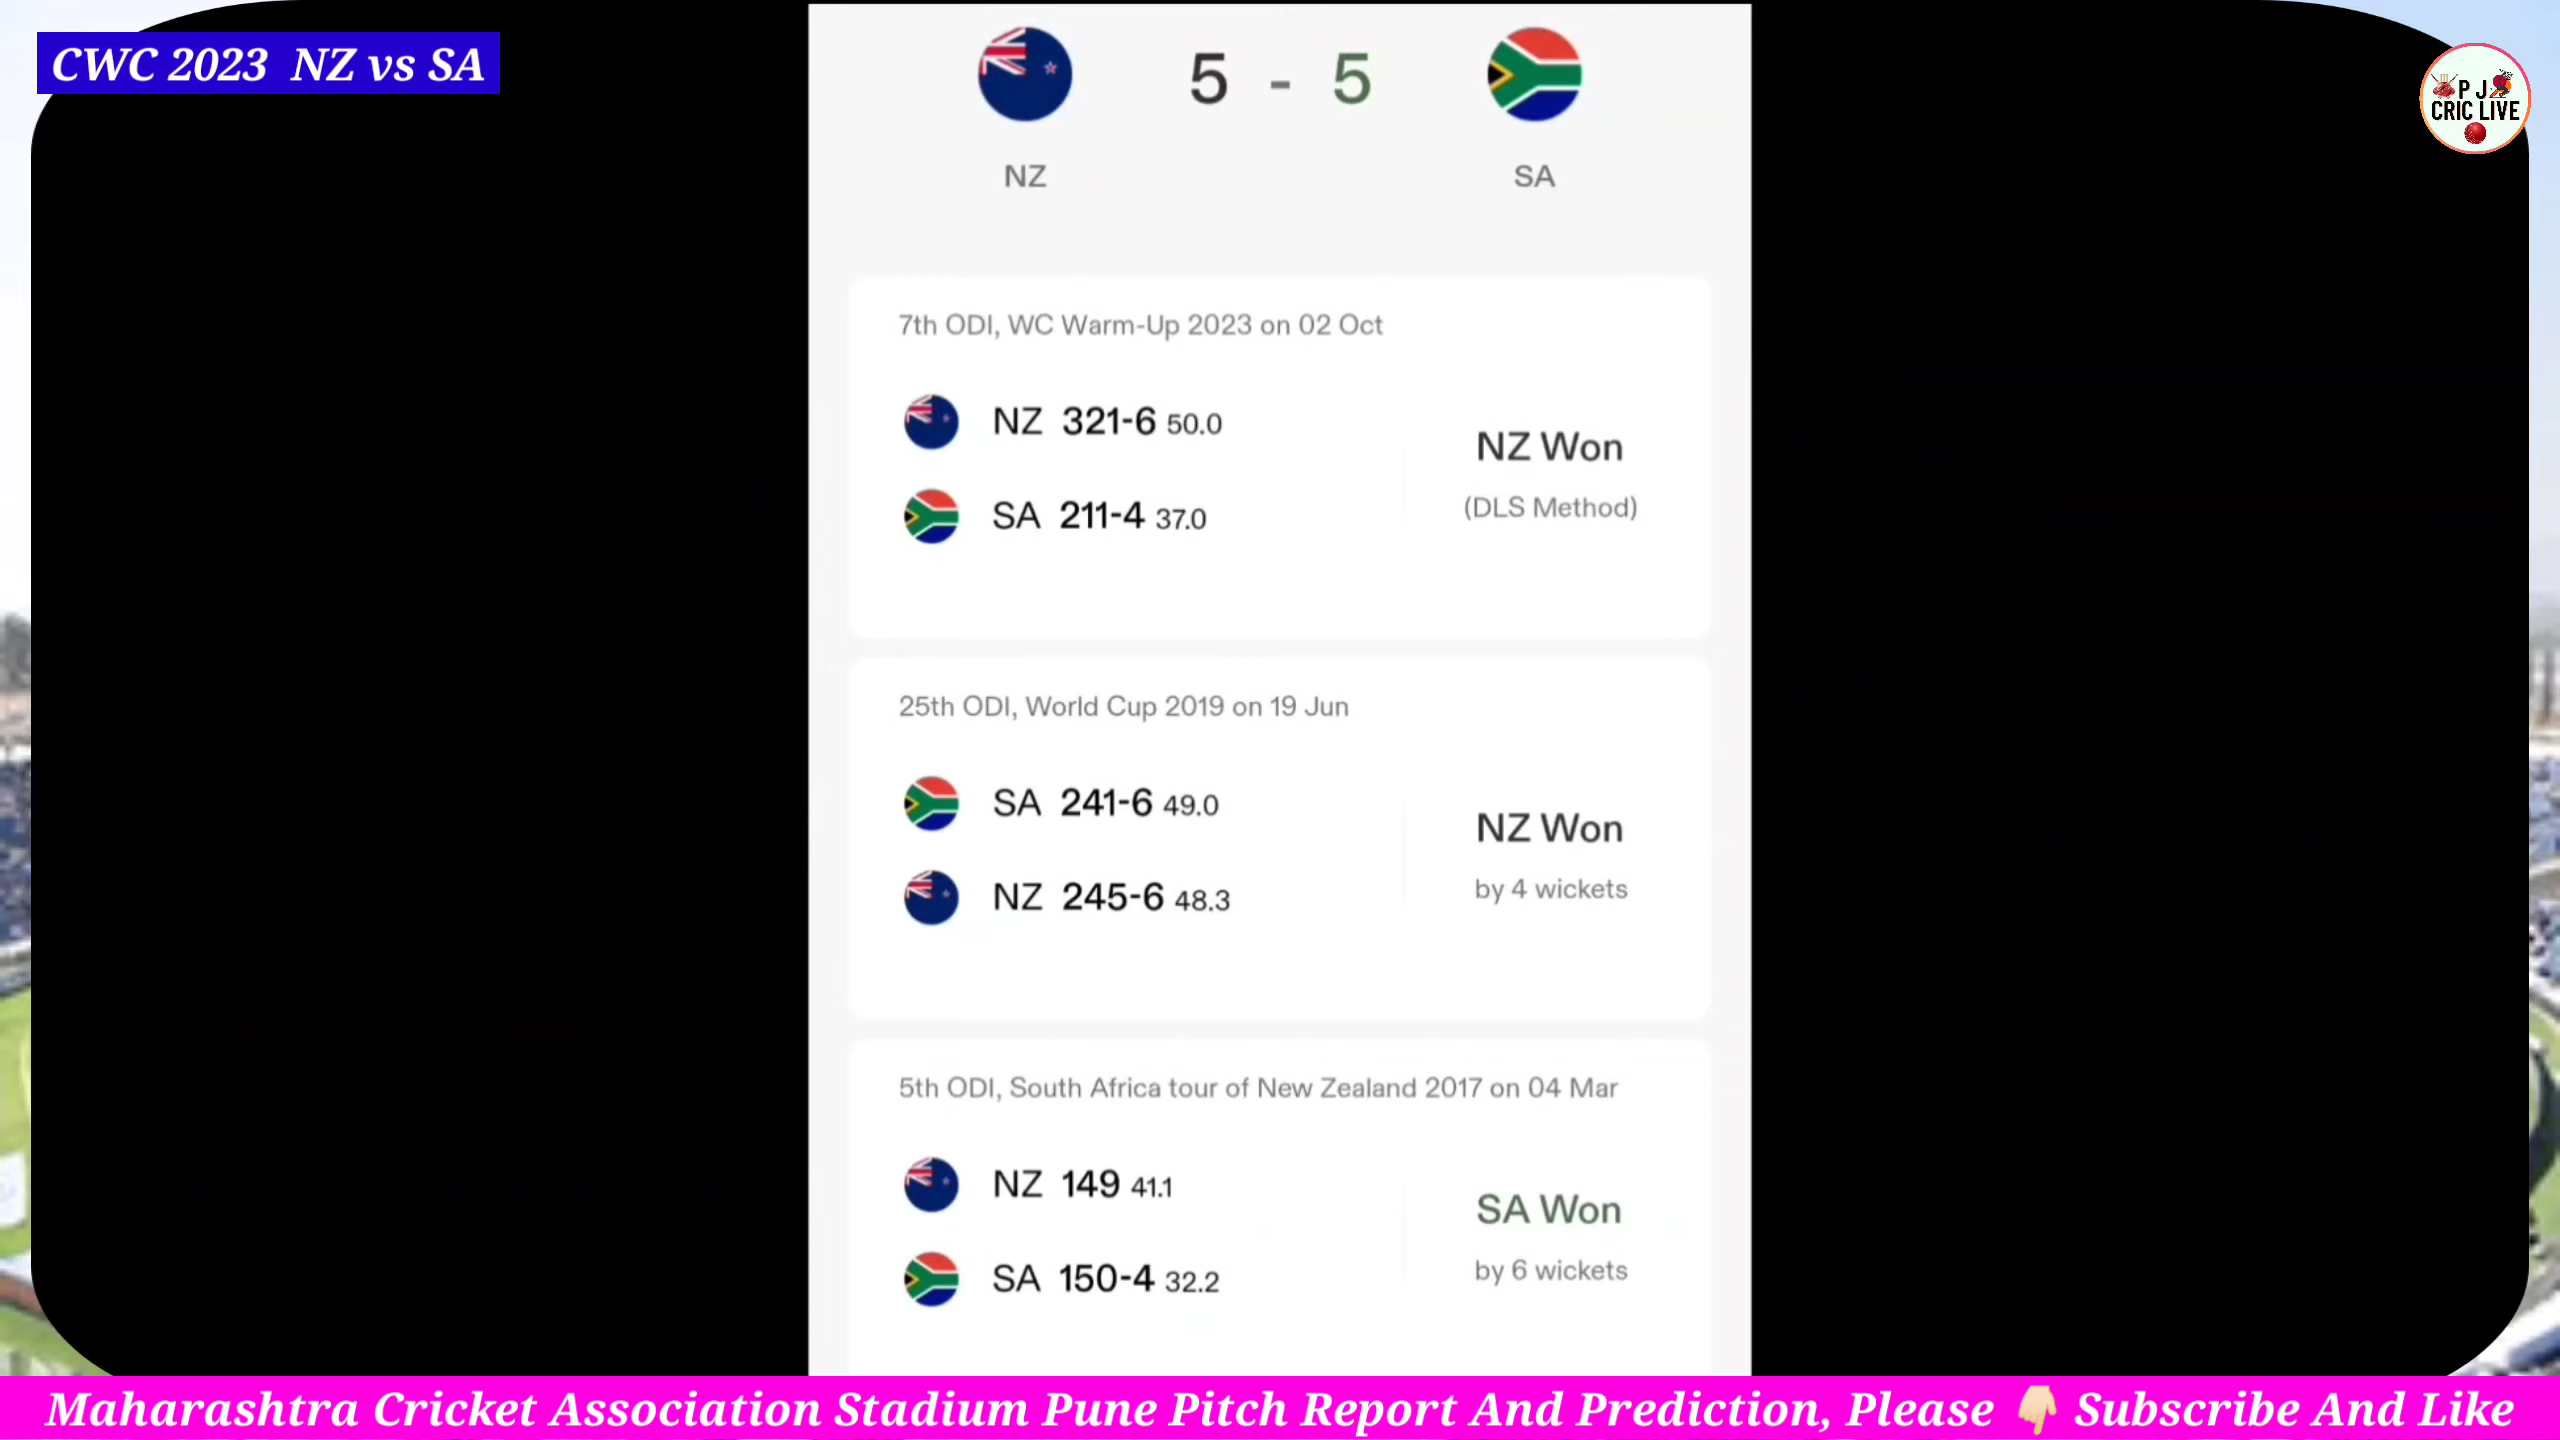 CWC 2023 NZ vs SA
5 - 5
P J
CRIC LIVE
NZ
SA
7th ODI, WC Warm-Up 2023 on 02 Oct
NZ 321-6 50.0
SA 211-4 37.0
NZ Won
(DLS Method)
25th ODI, World Cup 2019 on 19 Jun
SA 241-6 49.0
NZ 245-6 48.3
NZ Won
by 4 wickets
5th ODI, South Africa tour of New Zealand 2017 on 04 Mar
NZ 149 41.1
SA 150-4 32.2
SA Won
by 6 wickets
Maharashtra Cricket Association Stadium Pune Pitch Report And Prediction, Please 👇🏼 Subscribe And Like